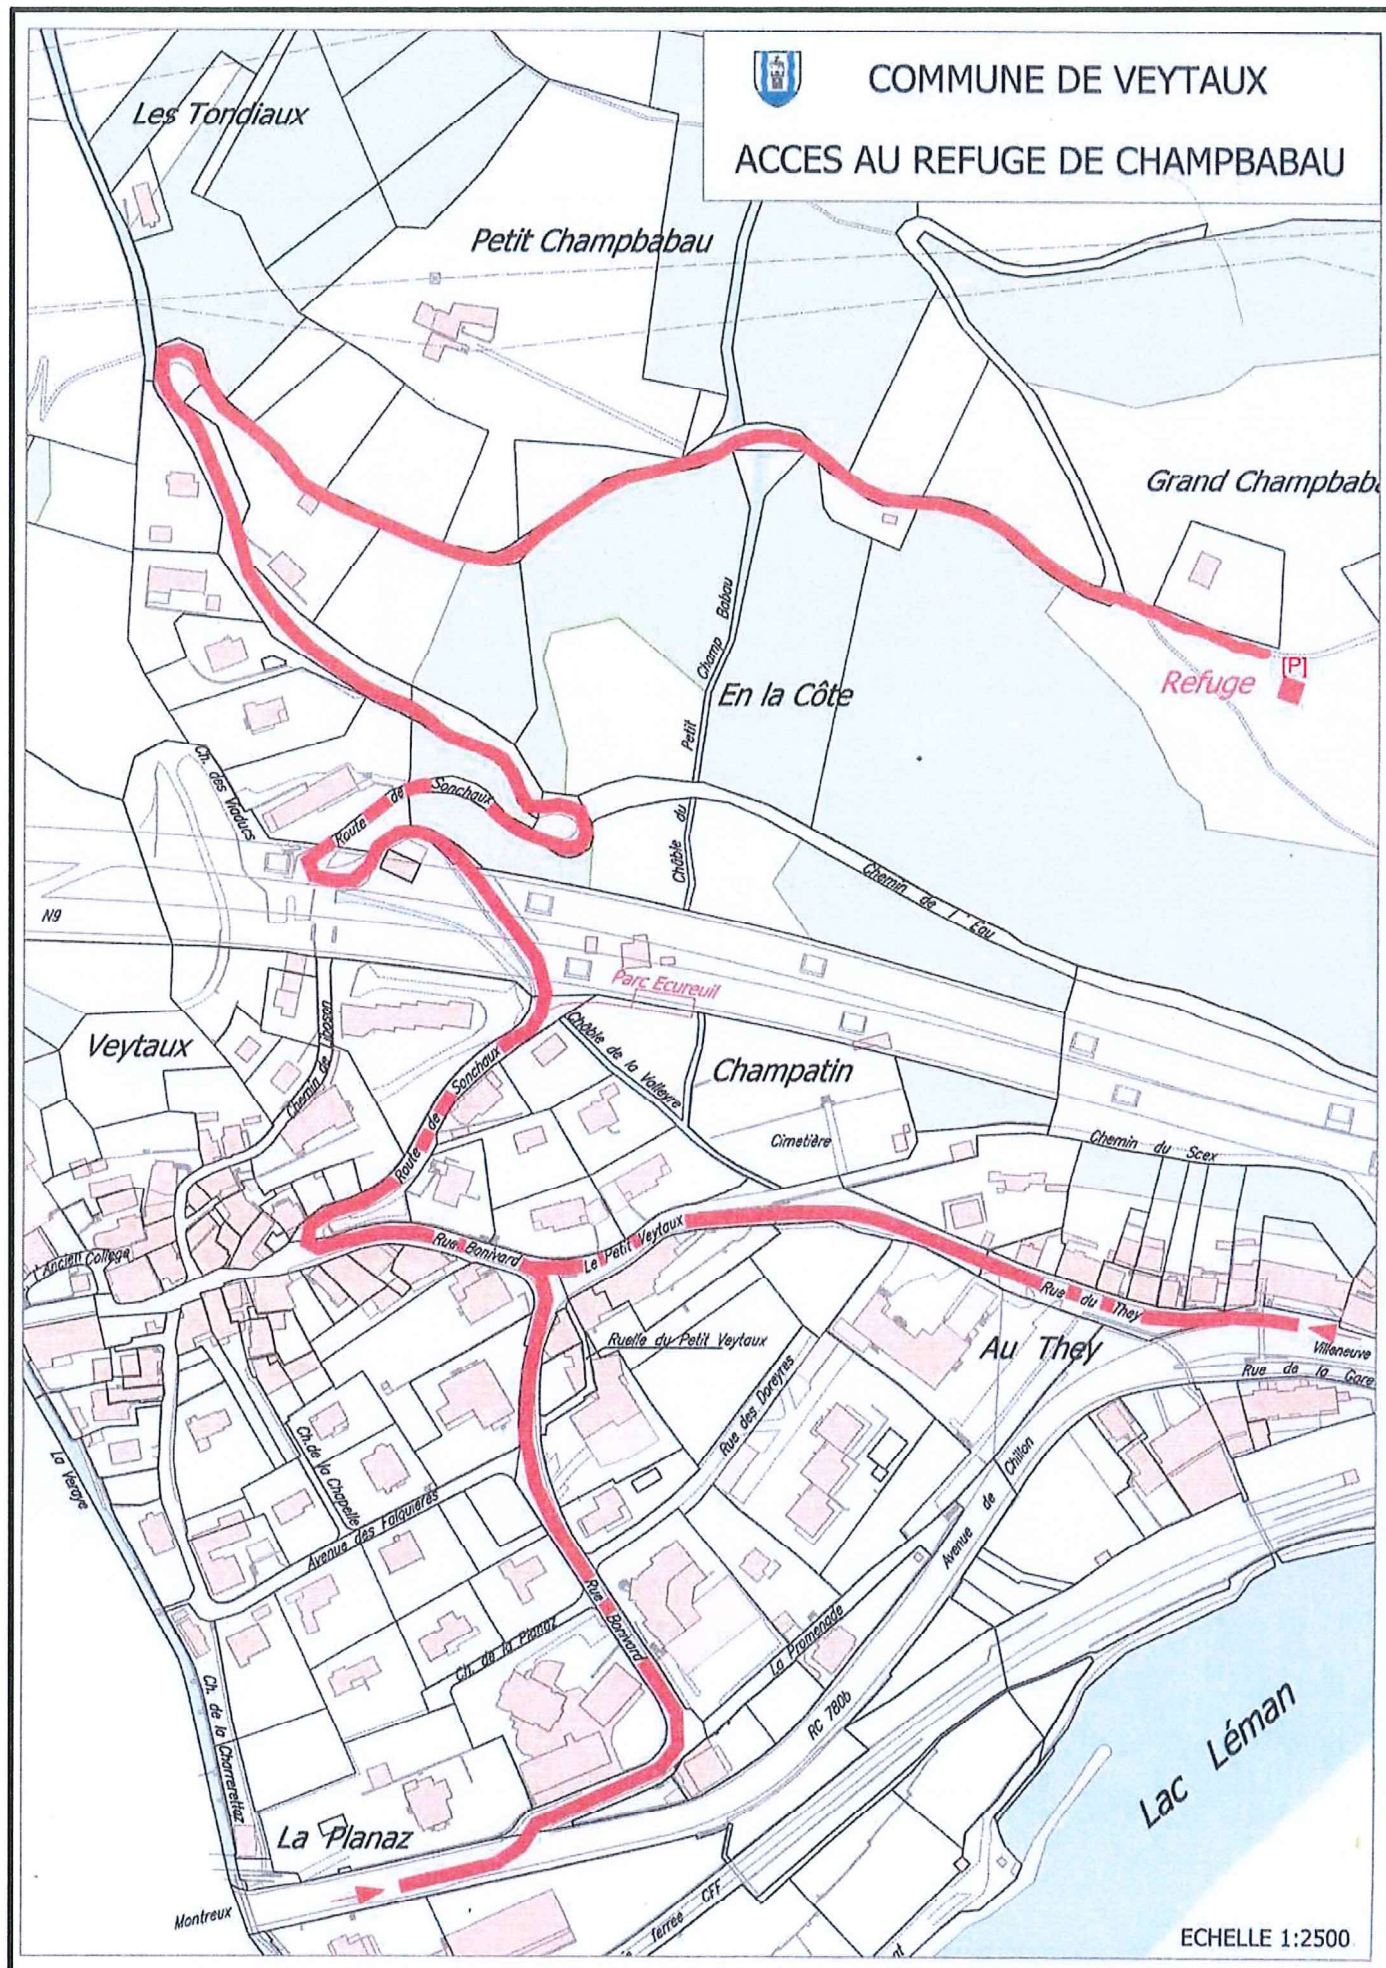 COMMUNE DE VEYTAUX
ACCES AU REFUGE DE CHAMPBABAU
Les Tondiaux
Petit Champbabau
Grand Champbaba
[P]
Refuge
En la Côte
Châble du Petit Champ Babau
Ch. des Viaducs
Route de Sonchaux
Chemin de l'Eau
N9
Parc Ecureuil
Veytaux
Chemin de
Châble de la Volleyre
Champatin
Route de Sonchaux
Cimetière
Chemin du Scex
l'Ancien Collège
Rue Bonivard
Le Petit Veytaux
Rue du They
Villeneuve
Ruelle du Petit Veytaux
Au They
Rue de la Gare
Rue des Doreyres
Ch. de la Chapelle
Avenue des Falquières
La Veraye
Avenue de Chillon
Rue Bonivard
Ch. de la Planaz
La Promenade
Ch. de la Charrerettaz
RC 780b
Lac Léman
La Planaz
Montreux
ferrée CFF
ECHELLE 1:2500